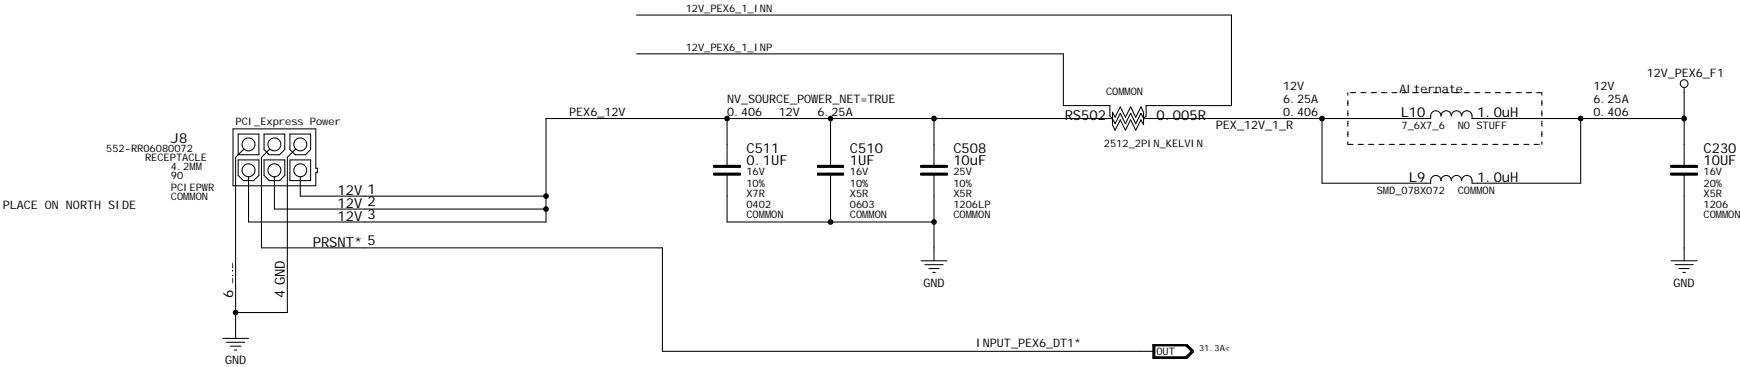 12V_PEX6_1_INN
12V_PEX6_1_INP
PCI_Express Power
J8
552-RR06080072
RECEPTACLE
4.2MM
90
PCIEPWR
COMMON
PLACE ON NORTH SIDE
12V 1
12V 2
12V 3
PRSNT* 5
6
4 GND
GND
PEX6_12V
NV_SOURCE_POWER_NET=TRUE
0.406 12V 6.25A
C511
0.1UF
16V
10%
X7R
0402
COMMON
C510
1UF
16V
10%
X5R
0603
COMMON
C508
10uF
25V
10%
X5R
1206LP
COMMON
GND
COMMON
RS502 0.005R
2512_2PIN_KELVIN
PEX_12V_1_R
12V
6.25A
0.406
Alternate
L10 1.0uH
7_6X7_6 NO STUFF
L9 1.0uH
SMD_078X072 COMMON
12V
6.25A
0.406
12V_PEX6_F1
C230
10UF
16V
20%
X5R
1206
COMMON
GND
INPUT_PEX6_DT1*
OUT
31.3A<